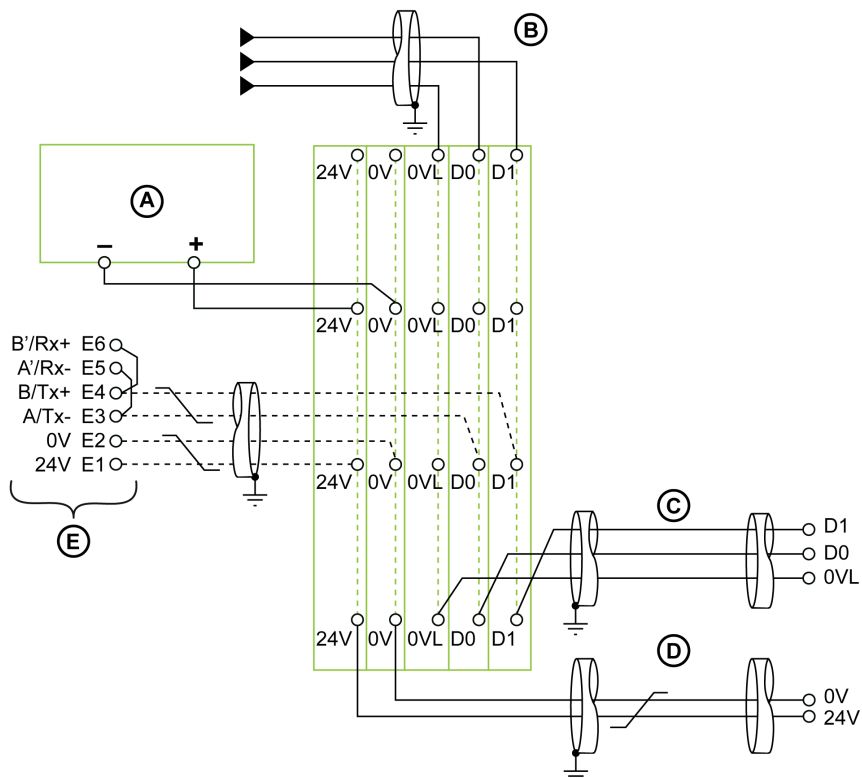 B
24V 0V 0VL D0 D1
A
− +
24V 0V 0VL D0 D1
B'/Rx+ E6
A'/Rx- E5
B/Tx+ E4
A/Tx- E3
0V E2
24V E1
24V 0V 0VL D0 D1
E
C
D1
D0
0VL
24V 0V 0VL D0 D1
D
0V
24V